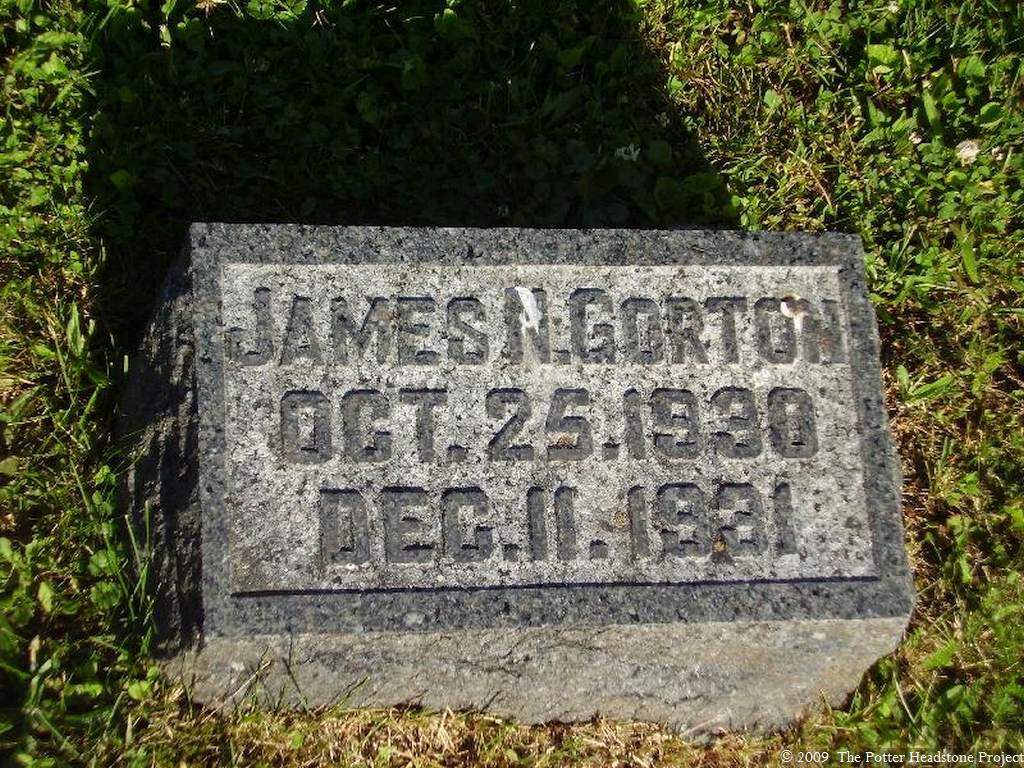 JAMES N. GORTON
OCT. 25. 1930
DEC. 11. 1931
© 2009 The Potter Headstone Project